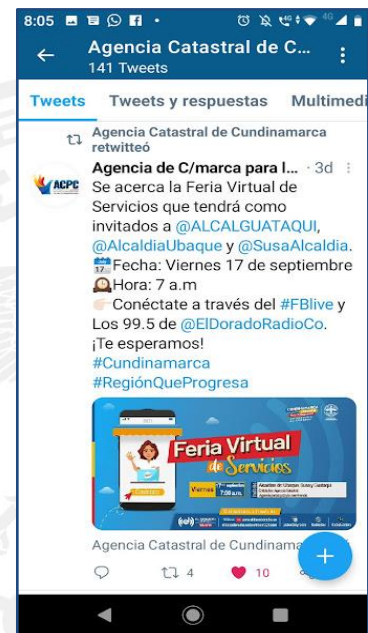 8:05
4G
Agencia Catastral de C...
141 Tweets
Tweets Tweets y respuestas Multimedi
Agencia Catastral de Cundinamarca
retwitteó
ACPC
Agencia de C/marca para l... · 3d
Se acerca la Feria Virtual de
Servicios que tendrá como
invitados a @ALCALGUATAQUI,
@AlcaldiaUbaque y @SusaAlcaldia.
17 Fecha: Viernes 17 de septiembre
Hora: 7 a.m
Conéctate a través del #FBlive y
Los 99.5 de @ElDoradoRadioCo.
¡Te esperamos!
#Cundinamarca
#RegiónQueProgresa
Feria Virtual
de Servicios
Viernes
7:00 a.m.
Agencia Catastral de Cundinama
4 10